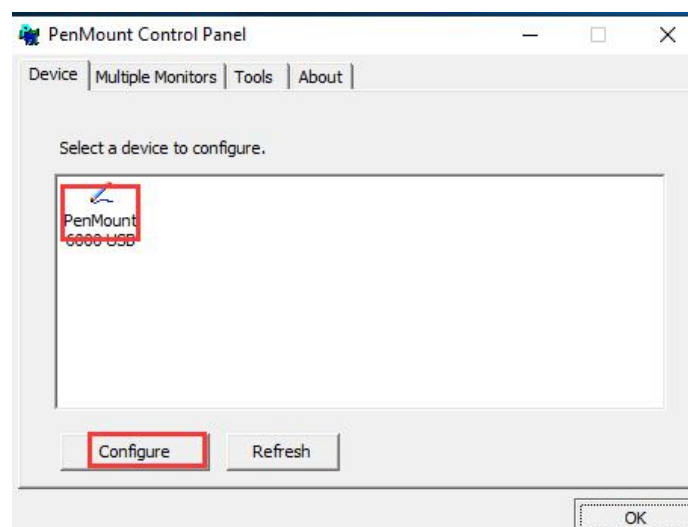 PenMount Control Panel
Device Multiple Monitors Tools About
Select a device to configure.
PenMount
6000 USB
Configure Refresh
OK